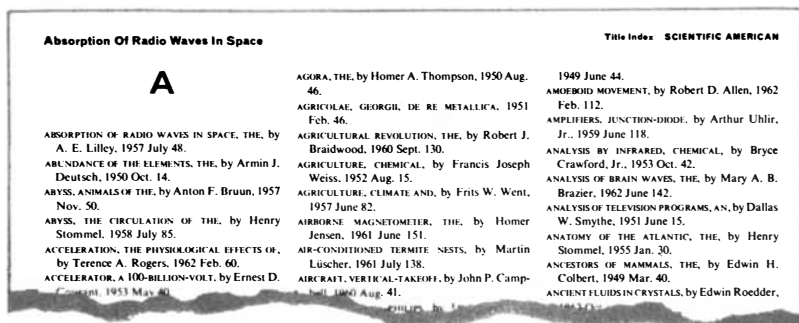 Absorption Of Radio Waves In Space
Title Index SCIENTIFIC AMERICAN
A
ABSORPTION OF RADIO WAVES IN SPACE, THE, by
A. E. Lilley, 1957 July 48.
ABUNDANCE OF THE ELEMENTS, THE, by Armin J.
Deutsch, 1950 Oct. 14.
ABYSS, ANIMALS OF THE, by Anton F. Bruun, 1957
Nov. 50.
ABYSS, THE CIRCULATION OF THE, by Henry
Stommel, 1958 July 85.
ACCELERATION, THE PHYSIOLOGICAL EFFECTS OF,
by Terence A. Rogers, 1962 Feb. 60.
ACCELERATOR, A 100-BILLION-VOLT, by Ernest D.
Courant, 1953 May 40.
AGORA, THE, by Homer A. Thompson, 1950 Aug.
46.
AGRICOLAE, GEORGII, DE RE METALLICA, 1951
Feb. 46.
AGRICULTURAL REVOLUTION, THE, by Robert J.
Braidwood, 1960 Sept. 130.
AGRICULTURE, CHEMICAL, by Francis Joseph
Weiss. 1952 Aug. 15.
AGRICULTURE, CLIMATE AND, by Frits W. Went,
1957 June 82.
AIRBORNE MAGNETOMETER, THE, by Homer
Jensen, 1961 June 151.
AIR-CONDITIONED TERMITE NESTS, by Martin
Lüscher, 1961 July 138.
AIRCRAFT, VERTICAL-TAKEOFF, by John P. Camp-
bell, 1960 Aug. 41.
1949 June 44.
AMOEBOID MOVEMENT, by Robert D. Allen, 1962
Feb. 112.
AMPLIFIERS, JUNCTION-DIODE, by Arthur Uhlir,
Jr., 1959 June 118.
ANALYSIS BY INFRARED, CHEMICAL, by Bryce
Crawford, Jr., 1953 Oct. 42.
ANALYSIS OF BRAIN WAVES, THE, by Mary A. B.
Brazier, 1962 June 142.
ANALYSIS OF TELEVISION PROGRAMS, AN, by Dallas
W. Smythe, 1951 June 15.
ANATOMY OF THE ATLANTIC, THE, by Henry
Stommel, 1955 Jan. 30.
ANCESTORS OF MAMMALS, THE, by Edwin H.
Colbert, 1949 Mar. 40.
ANCIENT FLUIDS IN CRYSTALS, by Edwin Roedder,